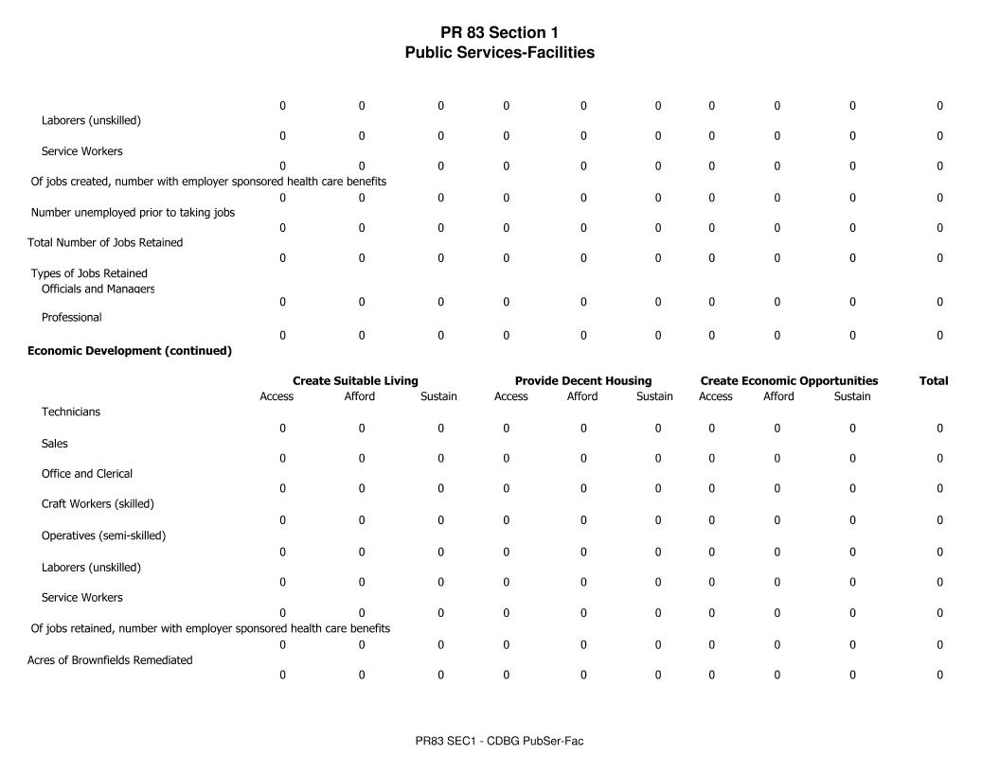 PR 83 Section 1
Public Services-Facilities
0 0 0 0 0 0 0 0 0 0
Laborers (unskilled)
0 0 0 0 0 0 0 0 0 0
Service Workers
0 0 0 0 0 0 0 0 0 0
Of jobs created, number with employer sponsored health care benefits
0 0 0 0 0 0 0 0 0 0
Number unemployed prior to taking jobs
0 0 0 0 0 0 0 0 0 0
Total Number of Jobs Retained
0 0 0 0 0 0 0 0 0 0
Types of Jobs Retained
Officials and Managers
0 0 0 0 0 0 0 0 0 0
Professional
0 0 0 0 0 0 0 0 0 0
Economic Development (continued)
Create Suitable Living Provide Decent Housing Create Economic Opportunities Total
Access Afford Sustain Access Afford Sustain Access Afford Sustain
Technicians
0 0 0 0 0 0 0 0 0 0
Sales
0 0 0 0 0 0 0 0 0 0
Office and Clerical
0 0 0 0 0 0 0 0 0 0
Craft Workers (skilled)
0 0 0 0 0 0 0 0 0 0
Operatives (semi-skilled)
0 0 0 0 0 0 0 0 0 0
Laborers (unskilled)
0 0 0 0 0 0 0 0 0 0
Service Workers
0 0 0 0 0 0 0 0 0 0
Of jobs retained, number with employer sponsored health care benefits
0 0 0 0 0 0 0 0 0 0
Acres of Brownfields Remediated
0 0 0 0 0 0 0 0 0 0
PR83 SEC1 - CDBG PubSer-Fac